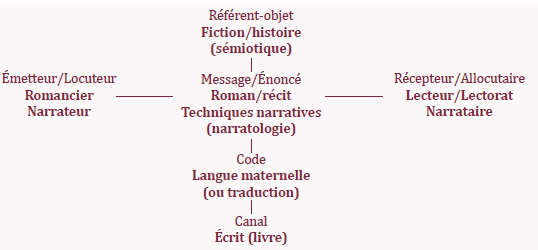 Référent-objet
Fiction/histoire
(sémiotique)
Émetteur/Locuteur
Romancier
Narrateur
Message/Énoncé
Roman/récit
Techniques narratives
(narratologie)
Récepteur/Allocutaire
Lecteur/Lectorat
Narrataire
Code
Langue maternelle
(ou traduction)
Canal
Écrit (livre)